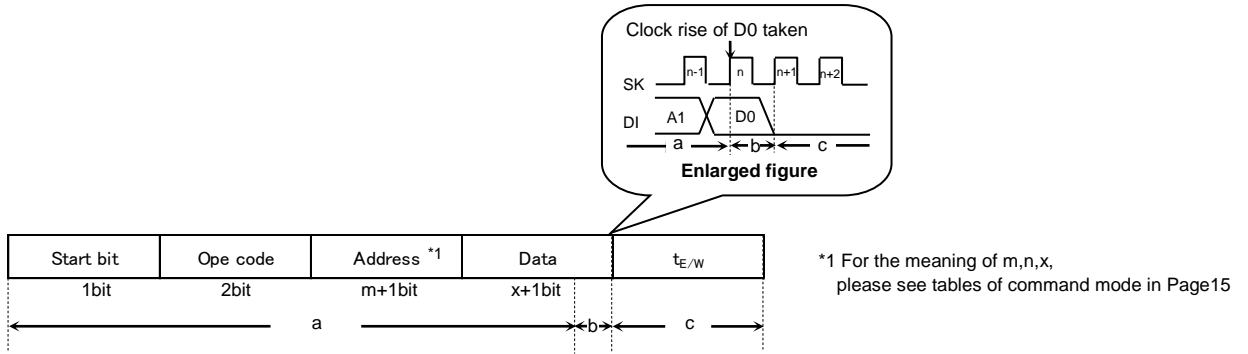 Clock rise of D0 taken
SK n-1 n n+1 n+2
DI A1 D0
a b c
Enlarged figure
Start bit Ope code Address *1 Data tE/W
1bit 2bit m+1bit x+1bit
a b c
*1 For the meaning of m,n,x,
please see tables of command mode in Page15